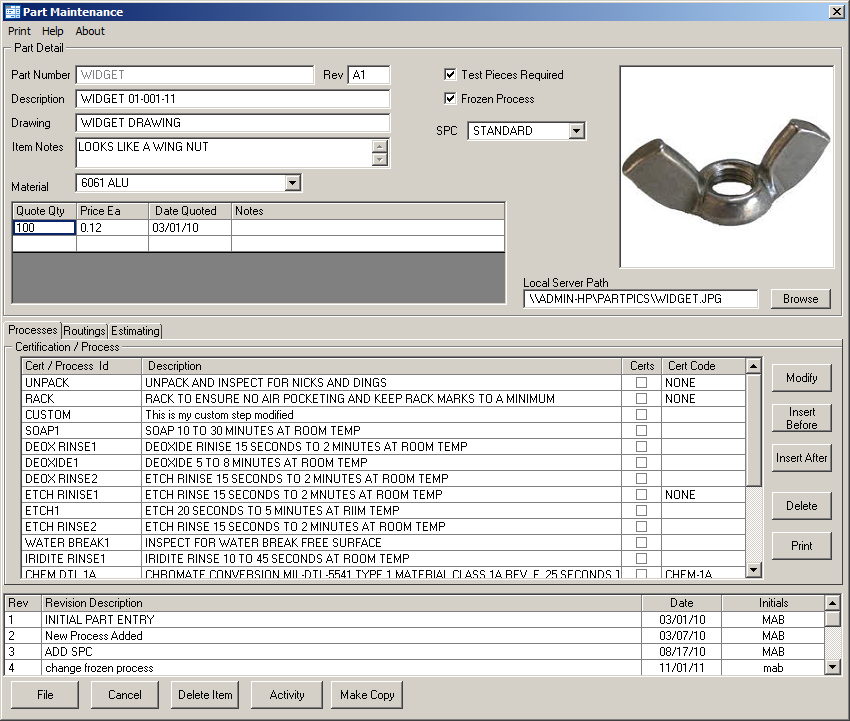 Part Maintenance
Print Help About
Part Detail
Part Number WIDGET Rev A1
Description WIDGET 01-001-11
Drawing WIDGET DRAWING
Item Notes LOOKS LIKE A WING NUT
Material 6061 ALU
Test Pieces Required
Frozen Process
SPC STANDARD
Quote Qty Price Ea Date Quoted Notes
100 0.12 03/01/10
Local Server Path
\\ADMIN-HP\PARTPICS\WIDGET.JPG Browse
Processes Routings Estimating
Certification / Process
Cert / Process Id Description Certs Cert Code
UNPACK UNPACK AND INSPECT FOR NICKS AND DINGS NONE
RACK RACK TO ENSURE NO AIR POCKETING AND KEEP RACK MARKS TO A MINIMUM NONE
CUSTOM This is my custom step modified
SOAP1 SOAP 10 TO 30 MINUTES AT ROOM TEMP
DEOX RINSE1 DEOXIDE RINISE 15 SECONDS TO 2 MINUTES AT ROOM TEMP
DEOXIDE1 DEOXIDE 5 TO 8 MINUTES AT ROOM TEMP
DEOX RINSE2 ETCH RINISE 15 SECONDS TO 2 MINUTES AT ROOM TEMP
ETCH RINISE1 ETCH RINISE 15 SECONDS TO 2 MNUTES AT ROOM TEMP NONE
ETCH1 ETCH 20 SECONDS TO 5 MINUTES AT RIIM TEMP
ETCH RINSE2 ETCH RINISE 15 SECONDS TO 2 MINUTES AT ROOM TEMP
WATER BREAK1 INSPECT FOR WATER BREAK FREE SURFACE
IRIDITE RINSE1 IRIDITE RINSE 10 TO 45 SECONDS AT ROOM TEMP
CHEM DTL 1A CHROMATE CONVERSION MIL-DTL-5541 TYPE 1 MATERIAL CLASS 1A REV. F, 25 SECONDS CHEM-1A
Modify
Insert
Before
Insert After
Delete
Print
Rev Revision Description Date Initials
1 INITIAL PART ENTRY 03/01/10 MAB
2 New Process Added 03/07/10 MAB
3 ADD SPC 08/17/10 MAB
4 change frozen process 11/01/11 mab
File Cancel Delete Item Activity Make Copy